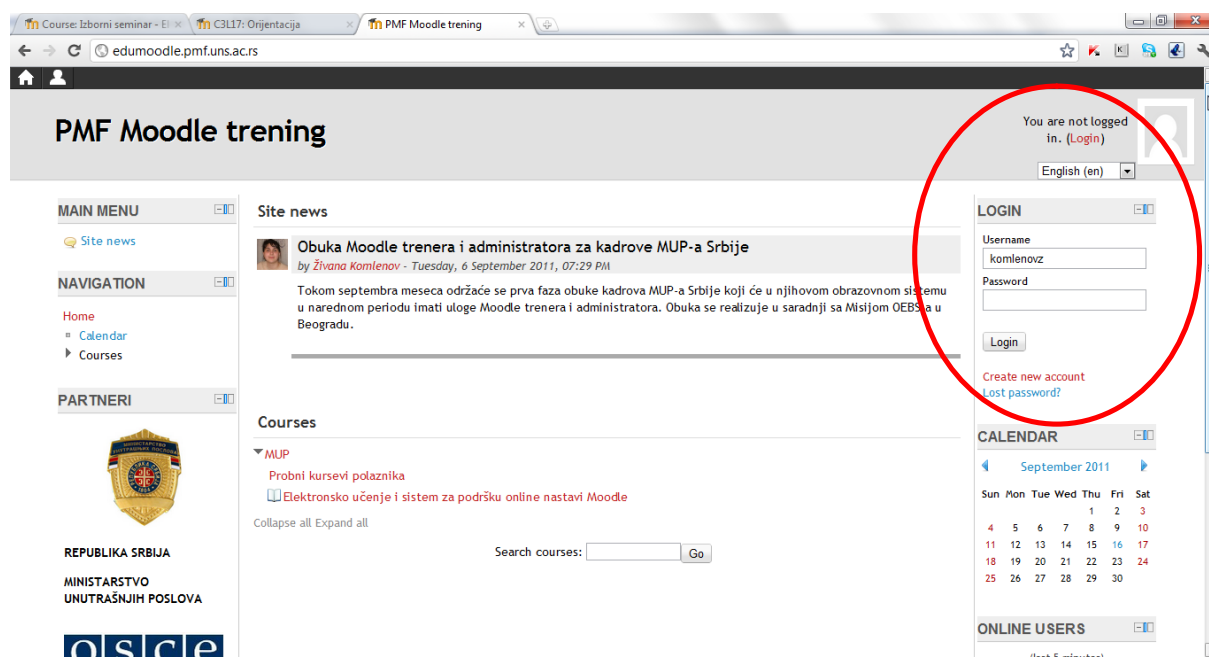 Course: Izborni seminar - El
C3L17: Orijentacija
PMF Moodle trening
edumoodle.pmf.uns.ac.rs
PMF Moodle trening
You are not logged
in. (Login)
English (en)
MAIN MENU
Site news
NAVIGATION
Home
Calendar
Courses
PARTNERI
МИНИСТАРСТВО
УНУТРАШЊИХ ПОСЛОВА
REPUBLIKA SRBIJA
MINISTARSTVO
UNUTRAŠNJIH POSLOVA
osce
Site news
Obuka Moodle trenera i administratora za kadrove MUP-a Srbije
by Živana Komlenov - Tuesday, 6 September 2011, 07:29 PM
Tokom septembra meseca održaće se prva faza obuke kadrova MUP-a Srbije koji će u njihovom obrazovnom sistemu
u narednom periodu imati uloge Moodle trenera i administratora. Obuka se realizuje u saradnji sa Misijom OEBS-a u
Beogradu.
Courses
MUP
Probni kursevi polaznika
Elektronsko učenje i sistem za podršku online nastavi Moodle
Collapse all Expand all
Search courses: Go
LOGIN
Username
komlenovz
Password
Login
Create new account
Lost password?
CALENDAR
September 2011
Sun Mon Tue Wed Thu Fri Sat
1 2 3
4 5 6 7 8 9 10
11 12 13 14 15 16 17
18 19 20 21 22 23 24
25 26 27 28 29 30
ONLINE USERS
(last 5 minutes)